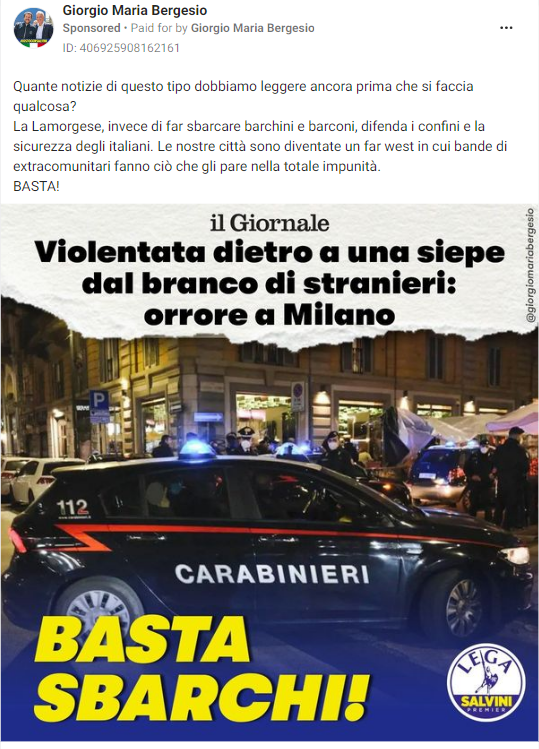 Giorgio Maria Bergesio
Sponsored • Paid for by Giorgio Maria Bergesio
ID: 406925908162161
Quante notizie di questo tipo dobbiamo leggere ancora prima che si faccia
qualcosa?
La Lamorgese, invece di far sbarcare barchini e barconi, difenda i confini e la
sicurezza degli italiani. Le nostre città sono diventate un far west in cui bande di
extracomunitari fanno ciò che gli pare nella totale impunità.
BASTA!
il Giornale
Violentata dietro a una siepe
dal branco di stranieri:
orrore a Milano
@giorgiomariabergesio
P
112
CARABINIERI
BASTA
SBARCHI!
LEGA
SALVINI
PREMIER